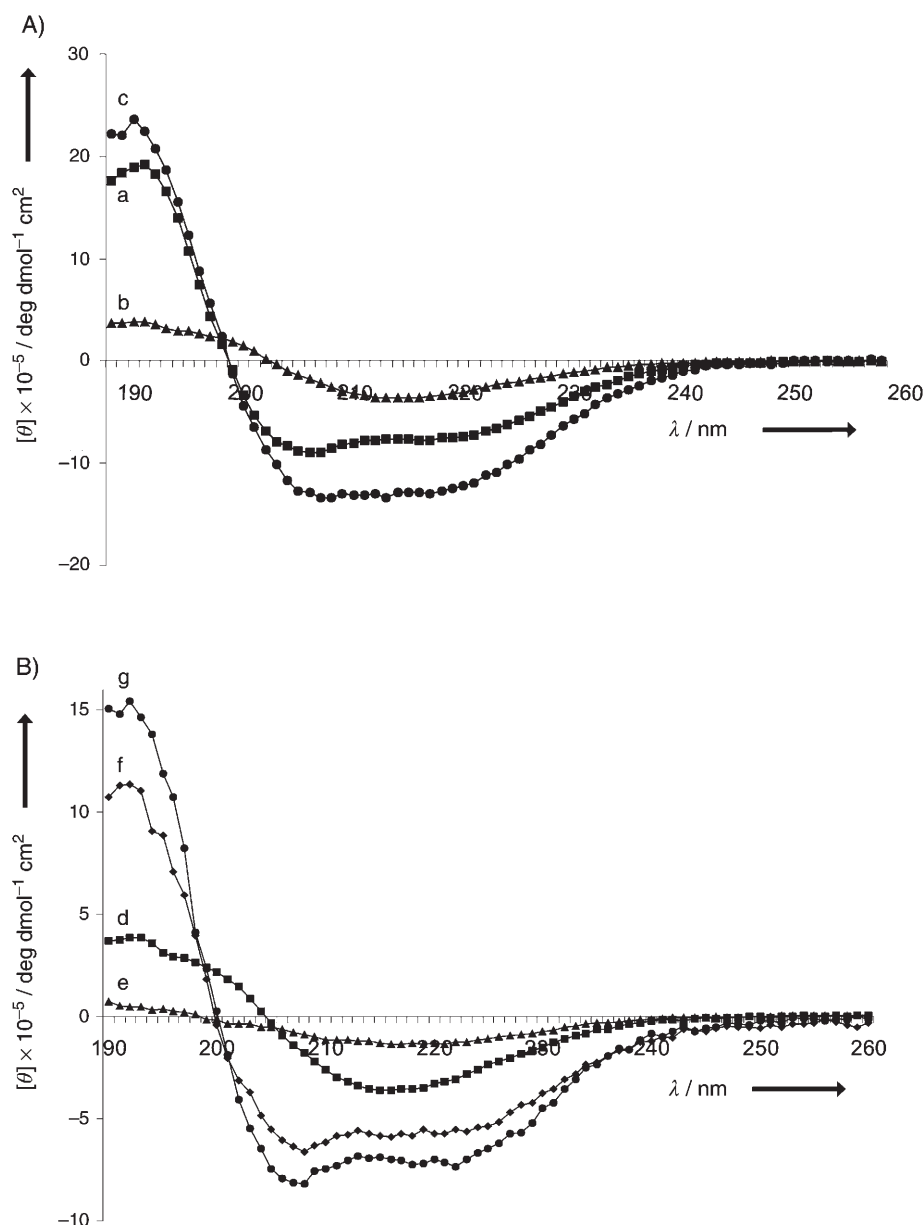 A)
30
c
20
a
10
b
0
190 200 210 220 230 240 250 260
λ / nm
−10
−20
[θ] × 10⁻⁵ / deg dmol⁻¹ cm²
B)
g
15
f
10
d
5
e
0
190 200 210 220 230 240 250 260
λ / nm
−5
−10
[θ] × 10⁻⁵ / deg dmol⁻¹ cm²